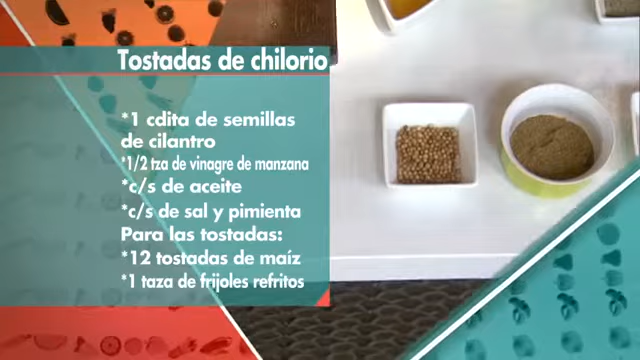 Tostadas de chilorio
*1 cdita de semillas
de cilantro
*1/2 tza de vinagre de manzana
*c/s de aceite
*c/s de sal y pimienta
Para las tostadas:
*12 tostadas de maíz
*1 taza de frijoles refritos